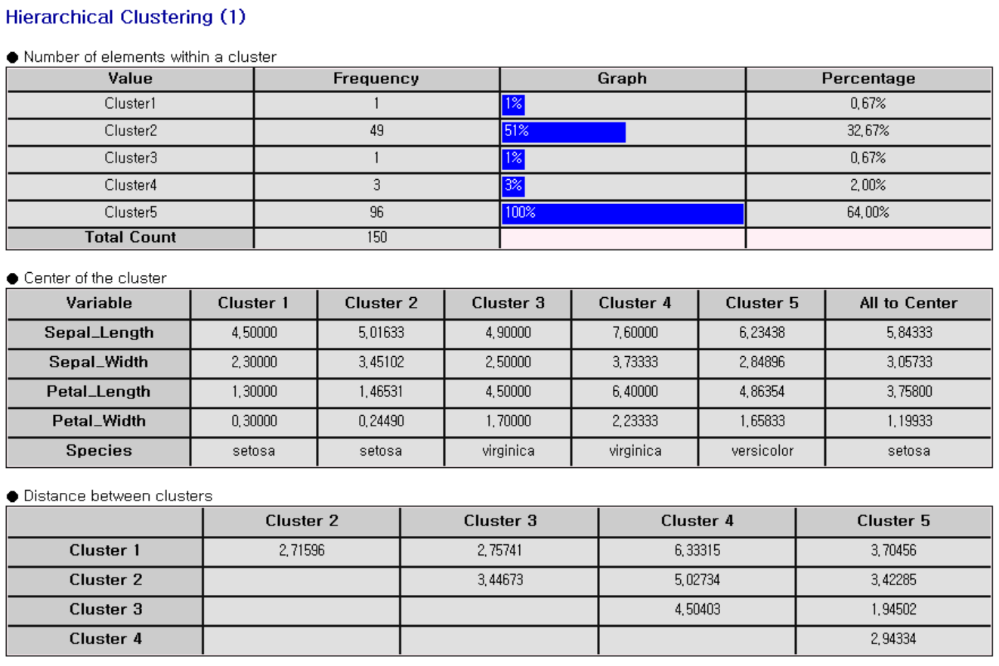 Hierarchical Clustering (1)
● Number of elements within a cluster
Value Frequency Graph Percentage
Cluster1 1 1% 0,67%
Cluster2 49 51% 32,67%
Cluster3 1 1% 0,67%
Cluster4 3 3% 2,00%
Cluster5 96 100% 64,00%
Total Count 150
● Center of the cluster
Variable Cluster 1 Cluster 2 Cluster 3 Cluster 4 Cluster 5 All to Center
Sepal_Length 4,50000 5,01633 4,90000 7,60000 6,23438 5,84333
Sepal_Width 2,30000 3,45102 2,50000 3,73333 2,84896 3,05733
Petal_Length 1,30000 1,46531 4,50000 6,40000 4,86354 3,75800
Petal_Width 0,30000 0,24490 1,70000 2,23333 1,65833 1,19933
Species setosa setosa virginica virginica versicolor setosa
● Distance between clusters
Cluster 2 Cluster 3 Cluster 4 Cluster 5
Cluster 1 2,71596 2,75741 6,33315 3,70456
Cluster 2 3,44673 5,02734 3,42285
Cluster 3 4,50403 1,94502
Cluster 4 2,94334